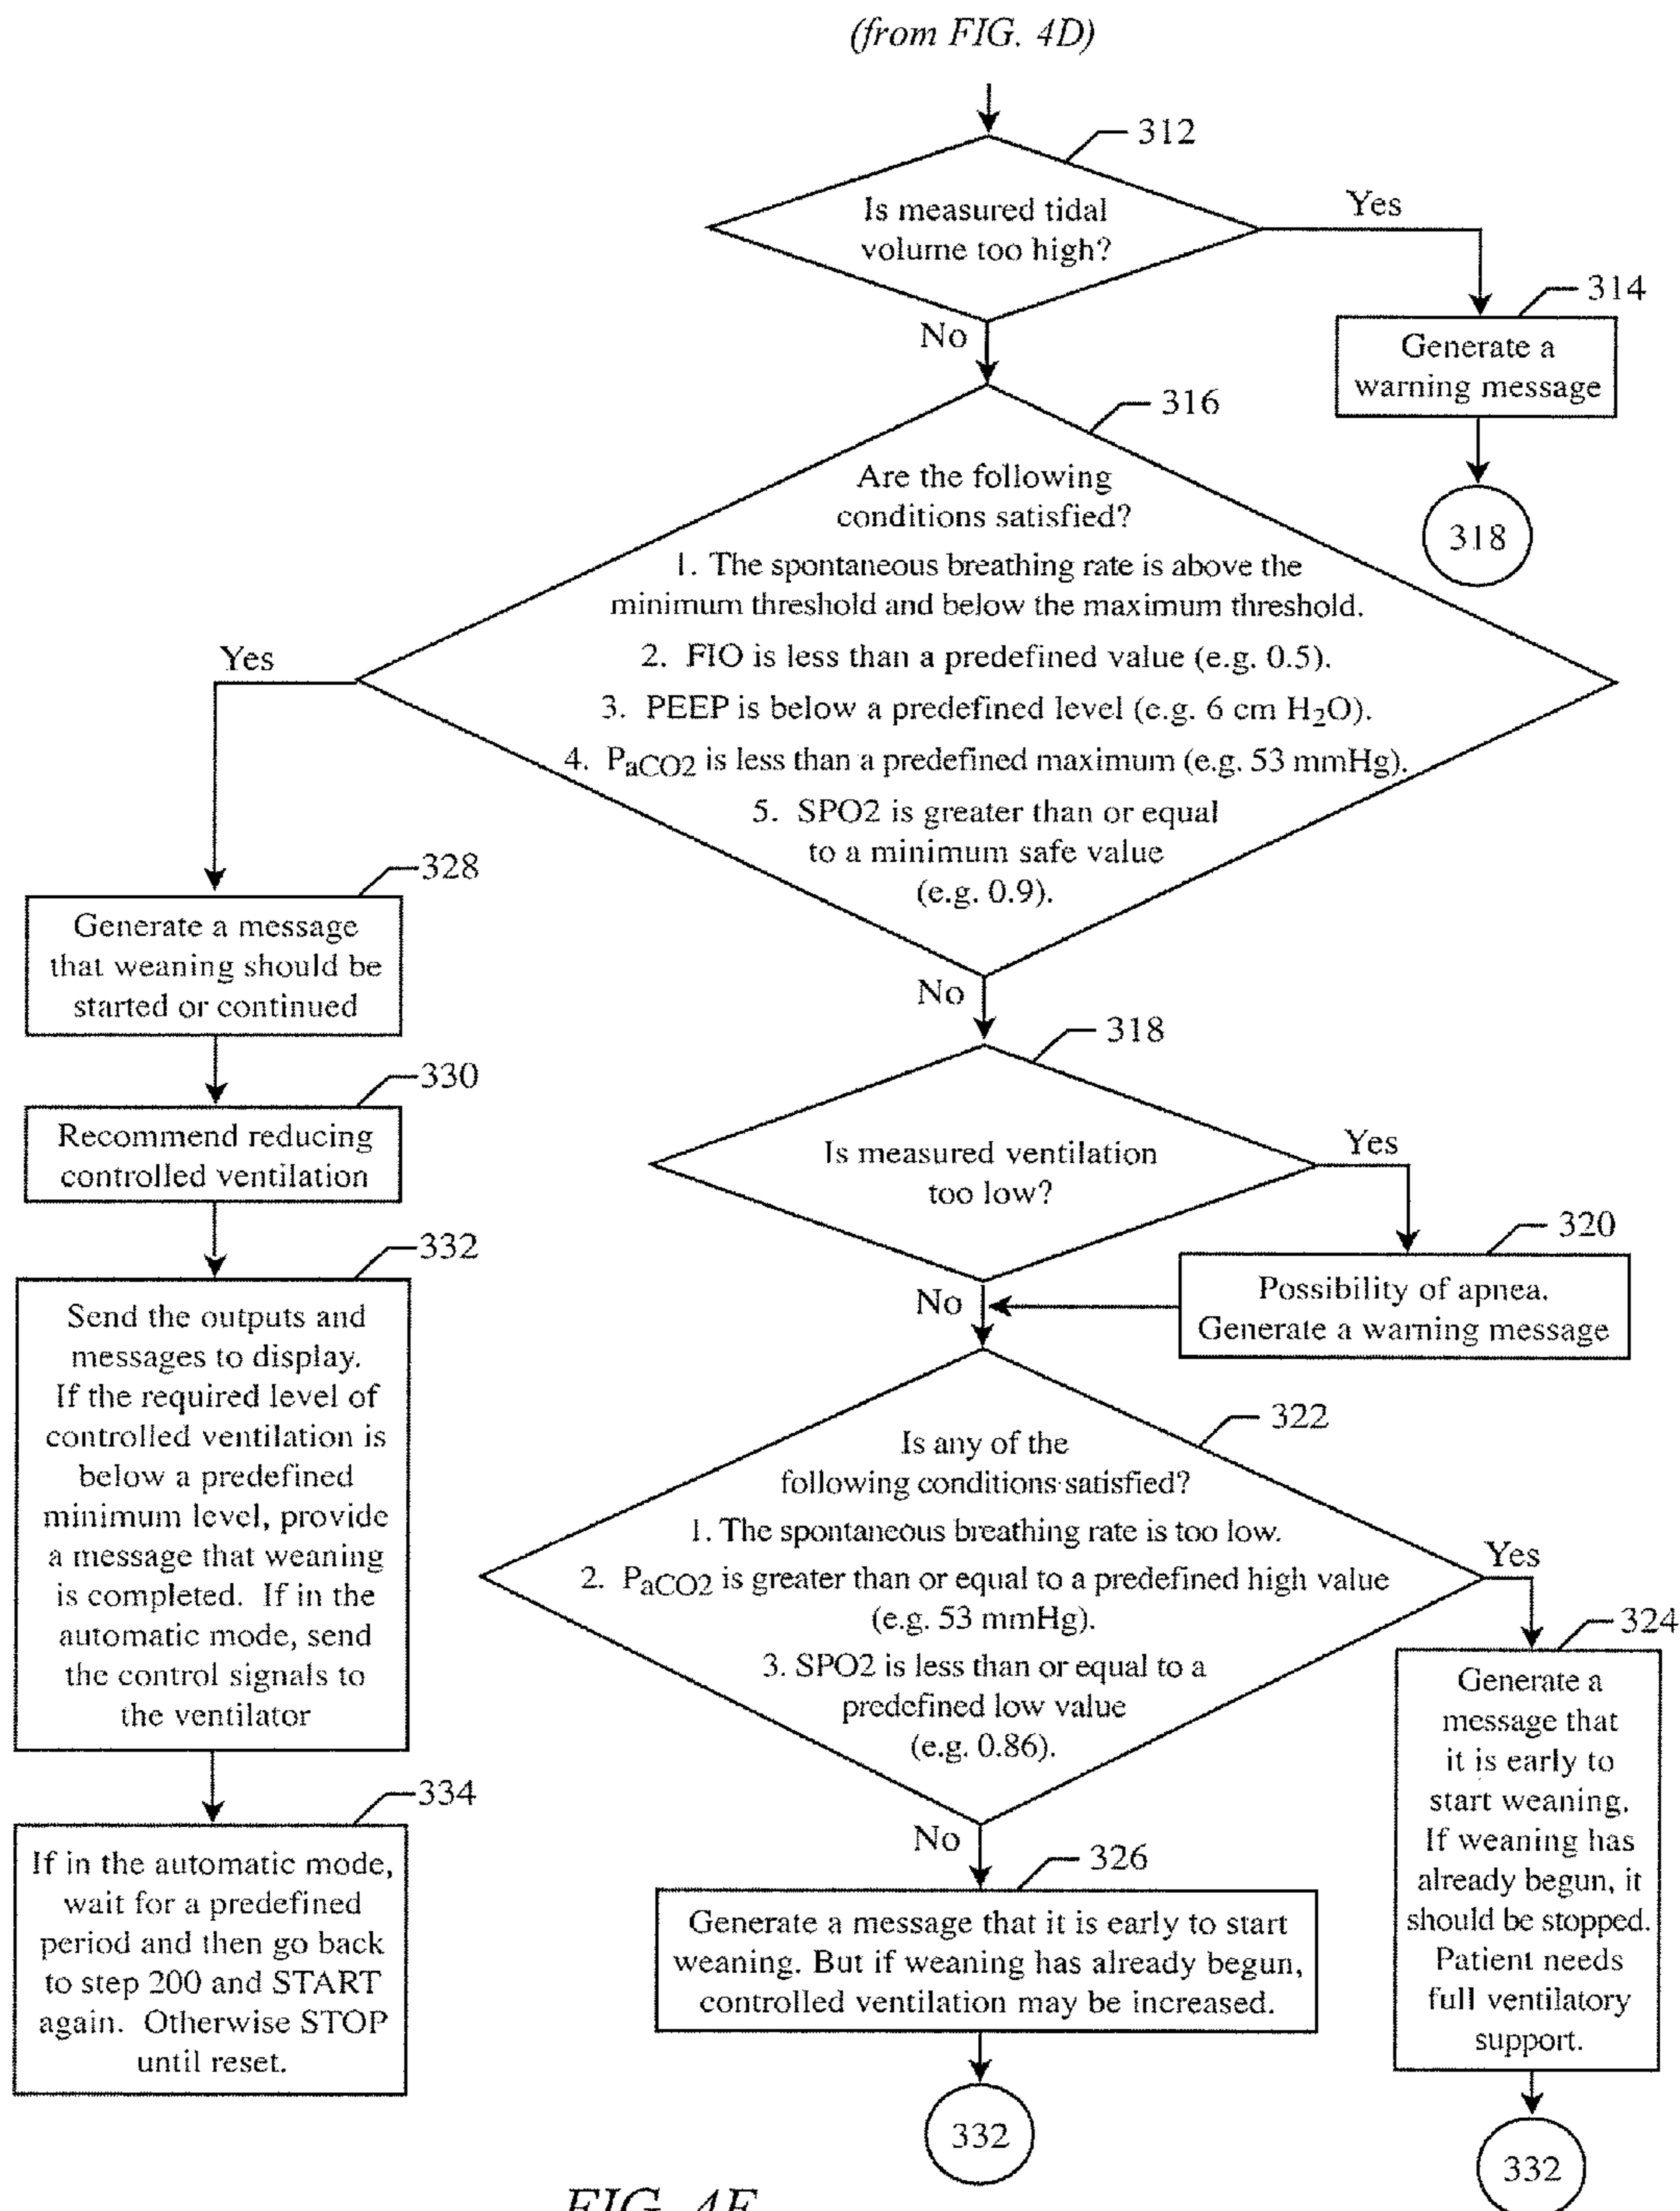 (from FIG. 4D)
312
Is measured tidal
volume too high?
Yes
No
314
Generate a
warning message
318
316
Are the following
conditions satisfied?
1. The spontaneous breathing rate is above the
minimum threshold and below the maximum threshold.
2. FIO is less than a predefined value (e.g. 0.5).
3. PEEP is below a predefined level (e.g. 6 cm H2O).
4. PaCO2 is less than a predefined maximum (e.g. 53 mmHg).
5. SPO2 is greater than or equal
to a minimum safe value
(e.g. 0.9).
Yes
No
328
Generate a message
that weaning should be
started or continued
330
Recommend reducing
controlled ventilation
332
Send the outputs and
messages to display.
If the required level of
controlled ventilation is
below a predefined
minimum level, provide
a message that weaning
is completed. If in the
automatic mode, send
the control signals to
the ventilator
334
If in the automatic mode,
wait for a predefined
period and then go back
to step 200 and START
again. Otherwise STOP
until reset.
318
Is measured ventilation
too low?
Yes
No
320
Possibility of apnea.
Generate a warning message
322
Is any of the
following conditions satisfied?
1. The spontaneous breathing rate is too low.
2. PaCO2 is greater than or equal to a predefined high value
(e.g. 53 mmHg).
3. SPO2 is less than or equal to a
predefined low value
(e.g. 0.86).
Yes
No
324
Generate a
message that
it is early to
start weaning.
If weaning has
already begun, it
should be stopped.
Patient needs
full ventilatory
support.
332
326
Generate a message that it is early to start
weaning. But if weaning has already begun,
controlled ventilation may be increased.
332